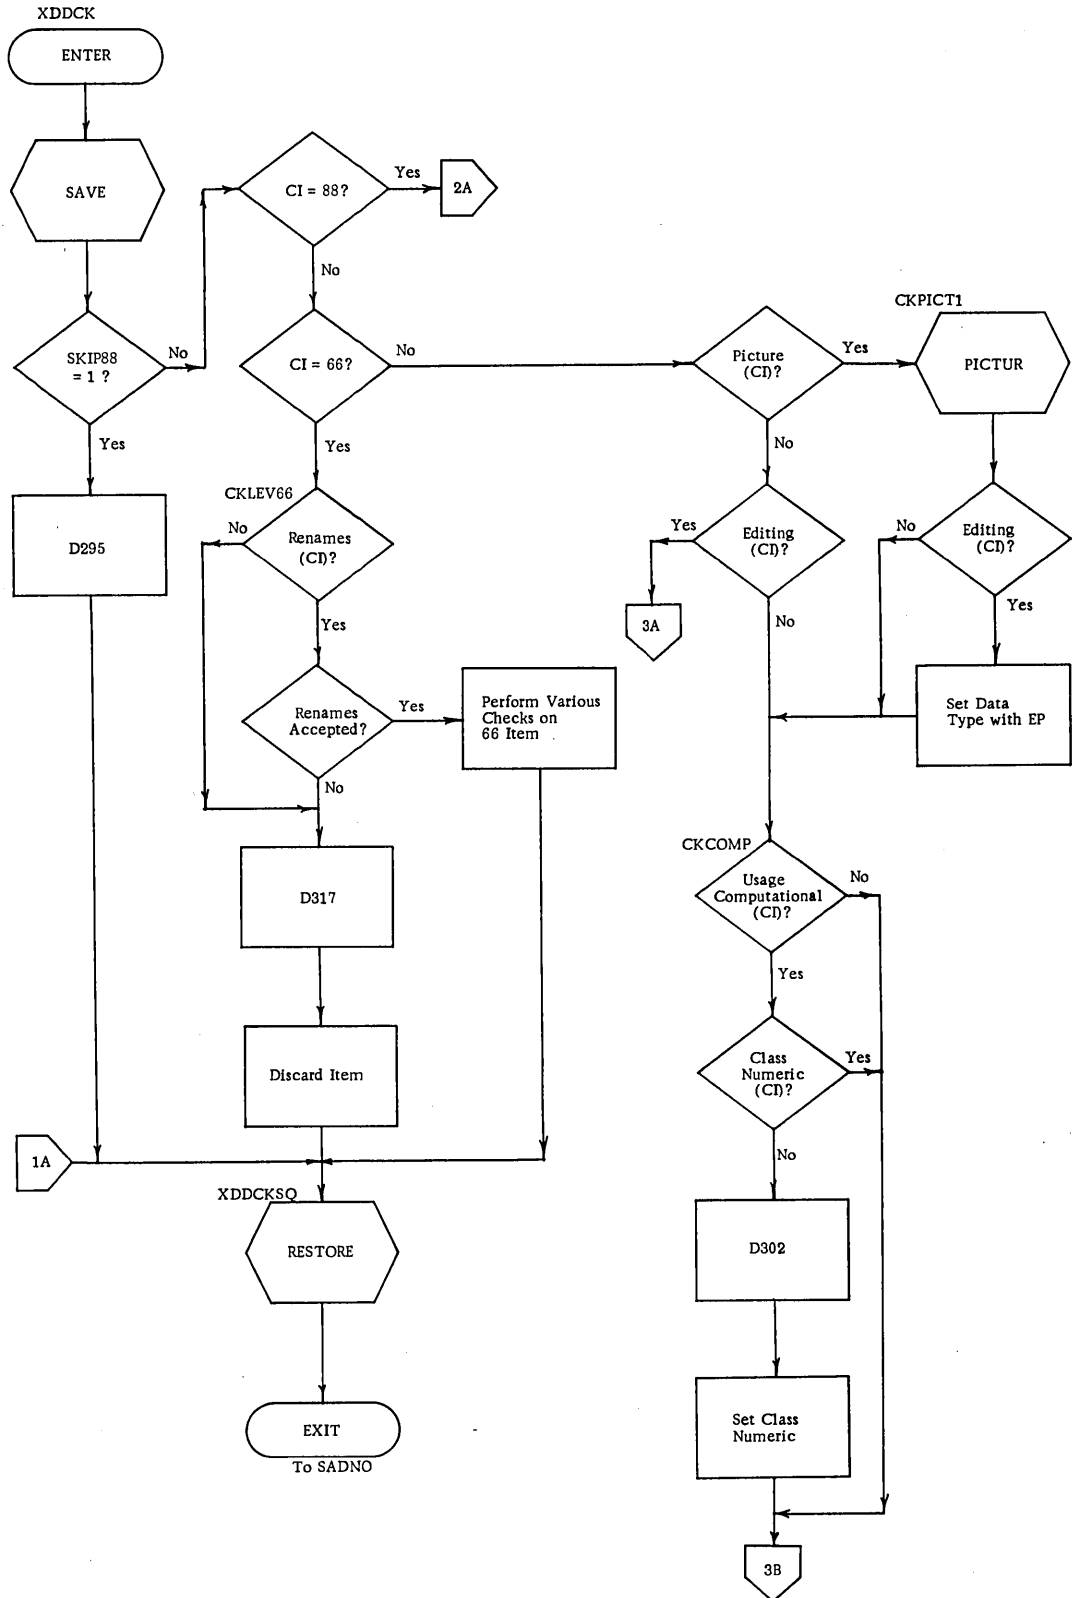 XDDCK
ENTER
SAVE
SKIP88
= 1 ?
No
Yes
D295
1A
CI = 88?
Yes
2A
No
CI = 66?
No
Yes
CKLEV66
Renames
(CI)?
No
Yes
Renames
Accepted?
Yes
No
Perform Various
Checks on
66 Item
D317
Discard Item
XDDCKSQ
RESTORE
EXIT
To SADNO
Picture
(CI)?
Yes
No
CKPICT1
PICTUR
Editing
(CI)?
Yes
No
3A
Editing
(CI)?
No
Yes
Set Data
Type with EP
CKCOMP
Usage
Computational
(CI)?
No
Yes
Class
Numeric
(CI)?
Yes
No
D302
Set Class
Numeric
3B